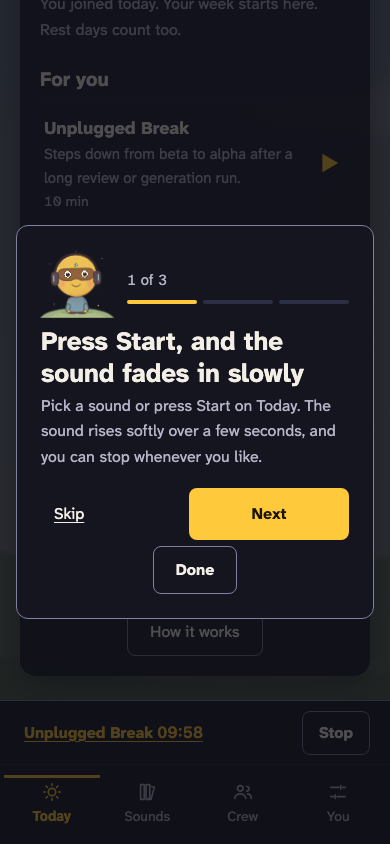 You joined today. Your week starts here.
Rest days count too.
For you
Unplugged Break
Steps down from beta to alpha after a
long review or generation run.
10 min
1 of 3
Press Start, and the
sound fades in slowly
Pick a sound or press Start on Today. The
sound rises softly over a few seconds, and
you can stop whenever you like.
Skip
Next
Done
How it works
Unplugged Break 09:58
Stop
Today
Sounds
Crew
You